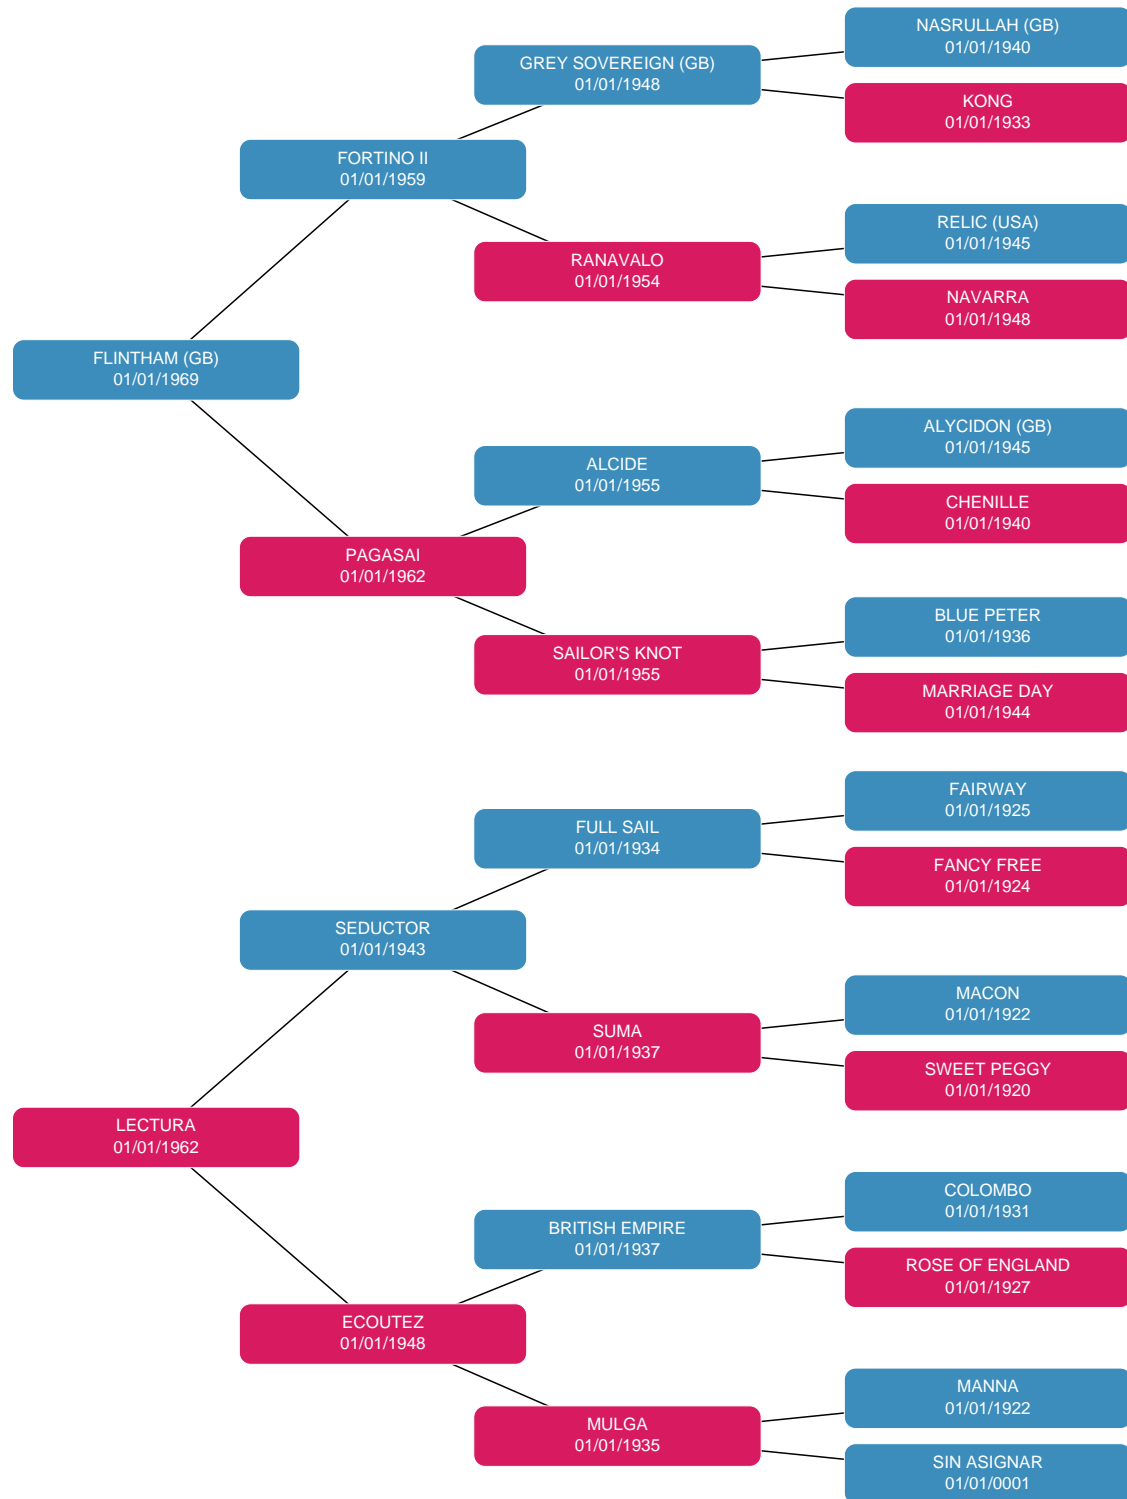 NASRULLAH (GB)
01/01/1940
GREY SOVEREIGN (GB)
01/01/1948
KONG
01/01/1933
FORTINO II
01/01/1959
RELIC (USA)
01/01/1945
RANAVALO
01/01/1954
NAVARRA
01/01/1948
FLINTHAM (GB)
01/01/1969
ALYCIDON (GB)
01/01/1945
ALCIDE
01/01/1955
CHENILLE
01/01/1940
PAGASAI
01/01/1962
BLUE PETER
01/01/1936
SAILOR'S KNOT
01/01/1955
MARRIAGE DAY
01/01/1944
FAIRWAY
01/01/1925
FULL SAIL
01/01/1934
FANCY FREE
01/01/1924
SEDUCTOR
01/01/1943
MACON
01/01/1922
SUMA
01/01/1937
SWEET PEGGY
01/01/1920
LECTURA
01/01/1962
COLOMBO
01/01/1931
BRITISH EMPIRE
01/01/1937
ROSE OF ENGLAND
01/01/1927
ECOUTEZ
01/01/1948
MANNA
01/01/1922
MULGA
01/01/1935
SIN ASIGNAR
01/01/0001